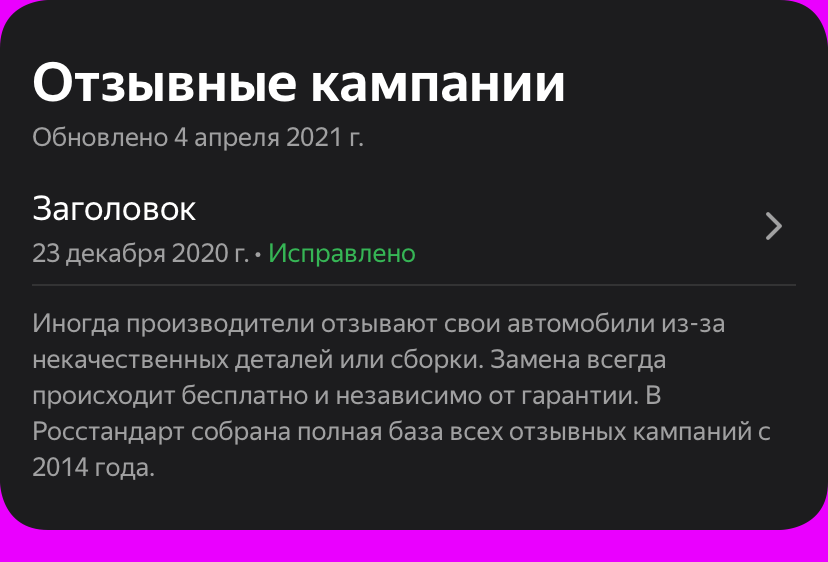 Отзывные кампании
Обновлено 4 апреля 2021 г.
Заголовок
23 декабря 2020 г. • Исправлено
Иногда производители отзывают свои автомобили из-за
некачественных деталей или сборки. Замена всегда
происходит бесплатно и независимо от гарантии. В
Росстандарт собрана полная база всех отзывных кампаний с
2014 года.